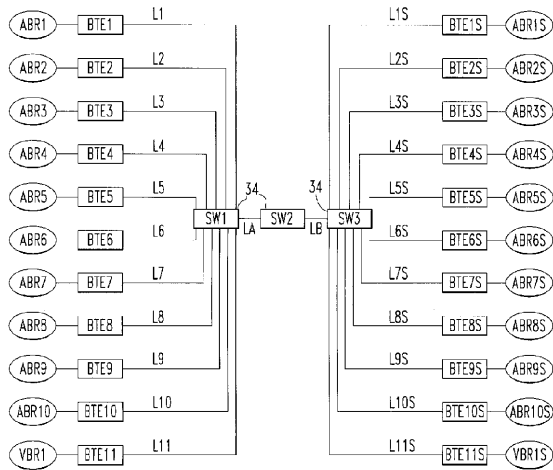 ABR1 BTE1 L1 L1S BTE1S ABR1S
ABR2 BTE2 L2 L2S BTE2S ABR2S
ABR3 BTE3 L3 L3S BTE3S ABR3S
ABR4 BTE4 L4 L4S BTE4S ABR4S
ABR5 BTE5 L5 34 34 L5S BTE5S ABR5S
SW1 SW2 SW3
ABR6 BTE6 L6 LA LB L6S BTE6S ABR6S
ABR7 BTE7 L7 L7S BTE7S ABR7S
ABR8 BTE8 L8 L8S BTE8S ABR8S
ABR9 BTE9 L9 L9S BTE9S ABR9S
ABR10 BTE10 L10 L10S BTE10S ABR10S
VBR1 BTE11 L11 L11S BTE11S VBR1S